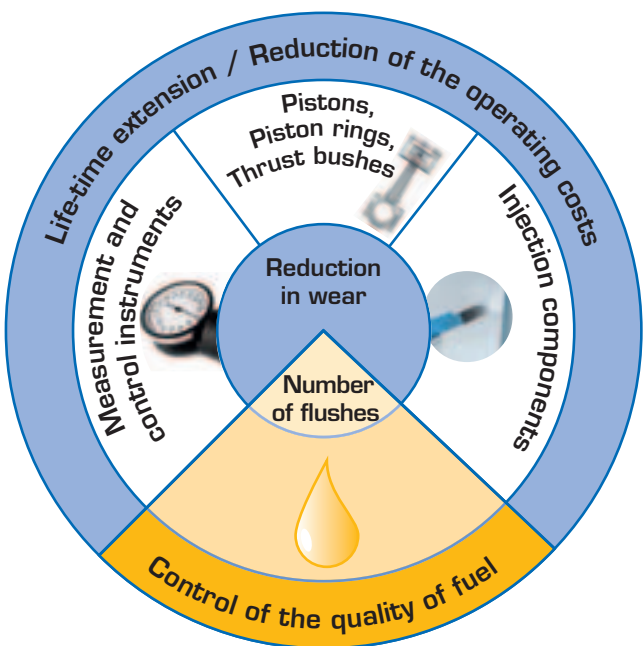 Life-time extension / Reduction of the operating costs
Pistons,
Piston rings,
Thrust bushes
Measurement and
control instruments
Injection components
Reduction
in wear
Number
of flushes
Control of the quality of fuel